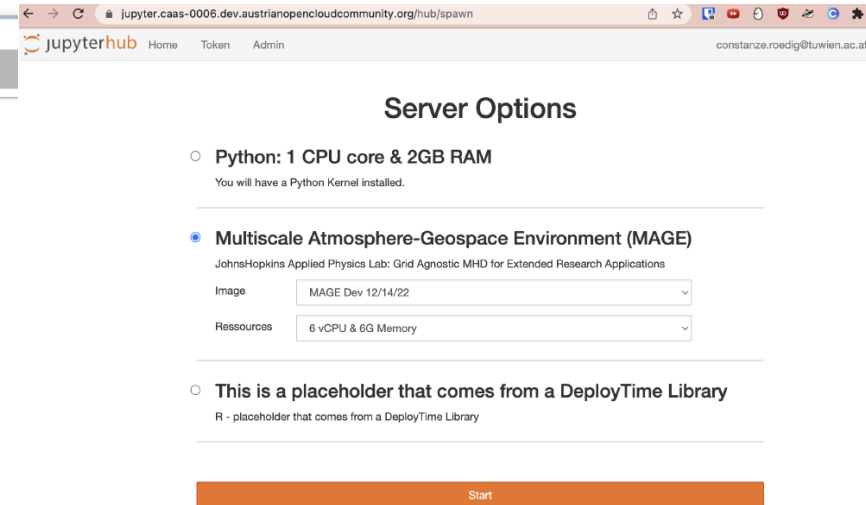 jupyter.caas-0006.dev.austrianopencloudcommunity.org/hub/spawn
jupyterhub Home Token Admin constanze.roedig@tuwien.ac.at
Server Options
Python: 1 CPU core & 2GB RAM
You will have a Python Kernel installed.
Multiscale Atmosphere-Geospace Environment (MAGE)
JohnsHopkins Applied Physics Lab: Grid Agnostic MHD for Extended Research Applications
Image MAGE Dev 12/14/22
Ressources 6 vCPU & 6G Memory
This is a placeholder that comes from a DeployTime Library
R - placeholder that comes from a DeployTime Library
Start